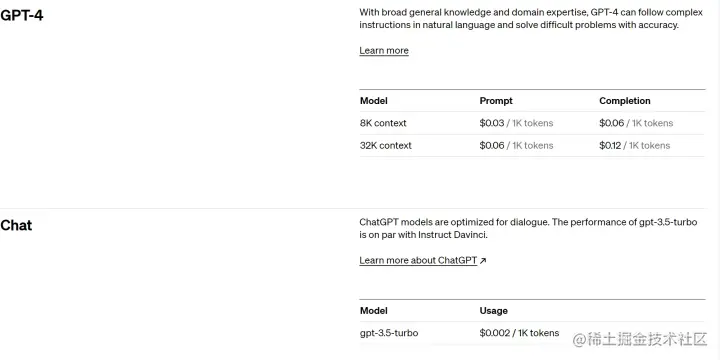 GPT-4
With broad general knowledge and domain expertise, GPT-4 can follow complex
instructions in natural language and solve difficult problems with accuracy.
Learn more
Model Prompt Completion
8K context $0.03 / 1K tokens $0.06 / 1K tokens
32K context $0.06 / 1K tokens $0.12 / 1K tokens
Chat
ChatGPT models are optimized for dialogue. The performance of gpt-3.5-turbo
is on par with Instruct Davinci.
Learn more about ChatGPT ↗
Model Usage
gpt-3.5-turbo $0.002 / 1K tokens
@稀土掘金技术社区